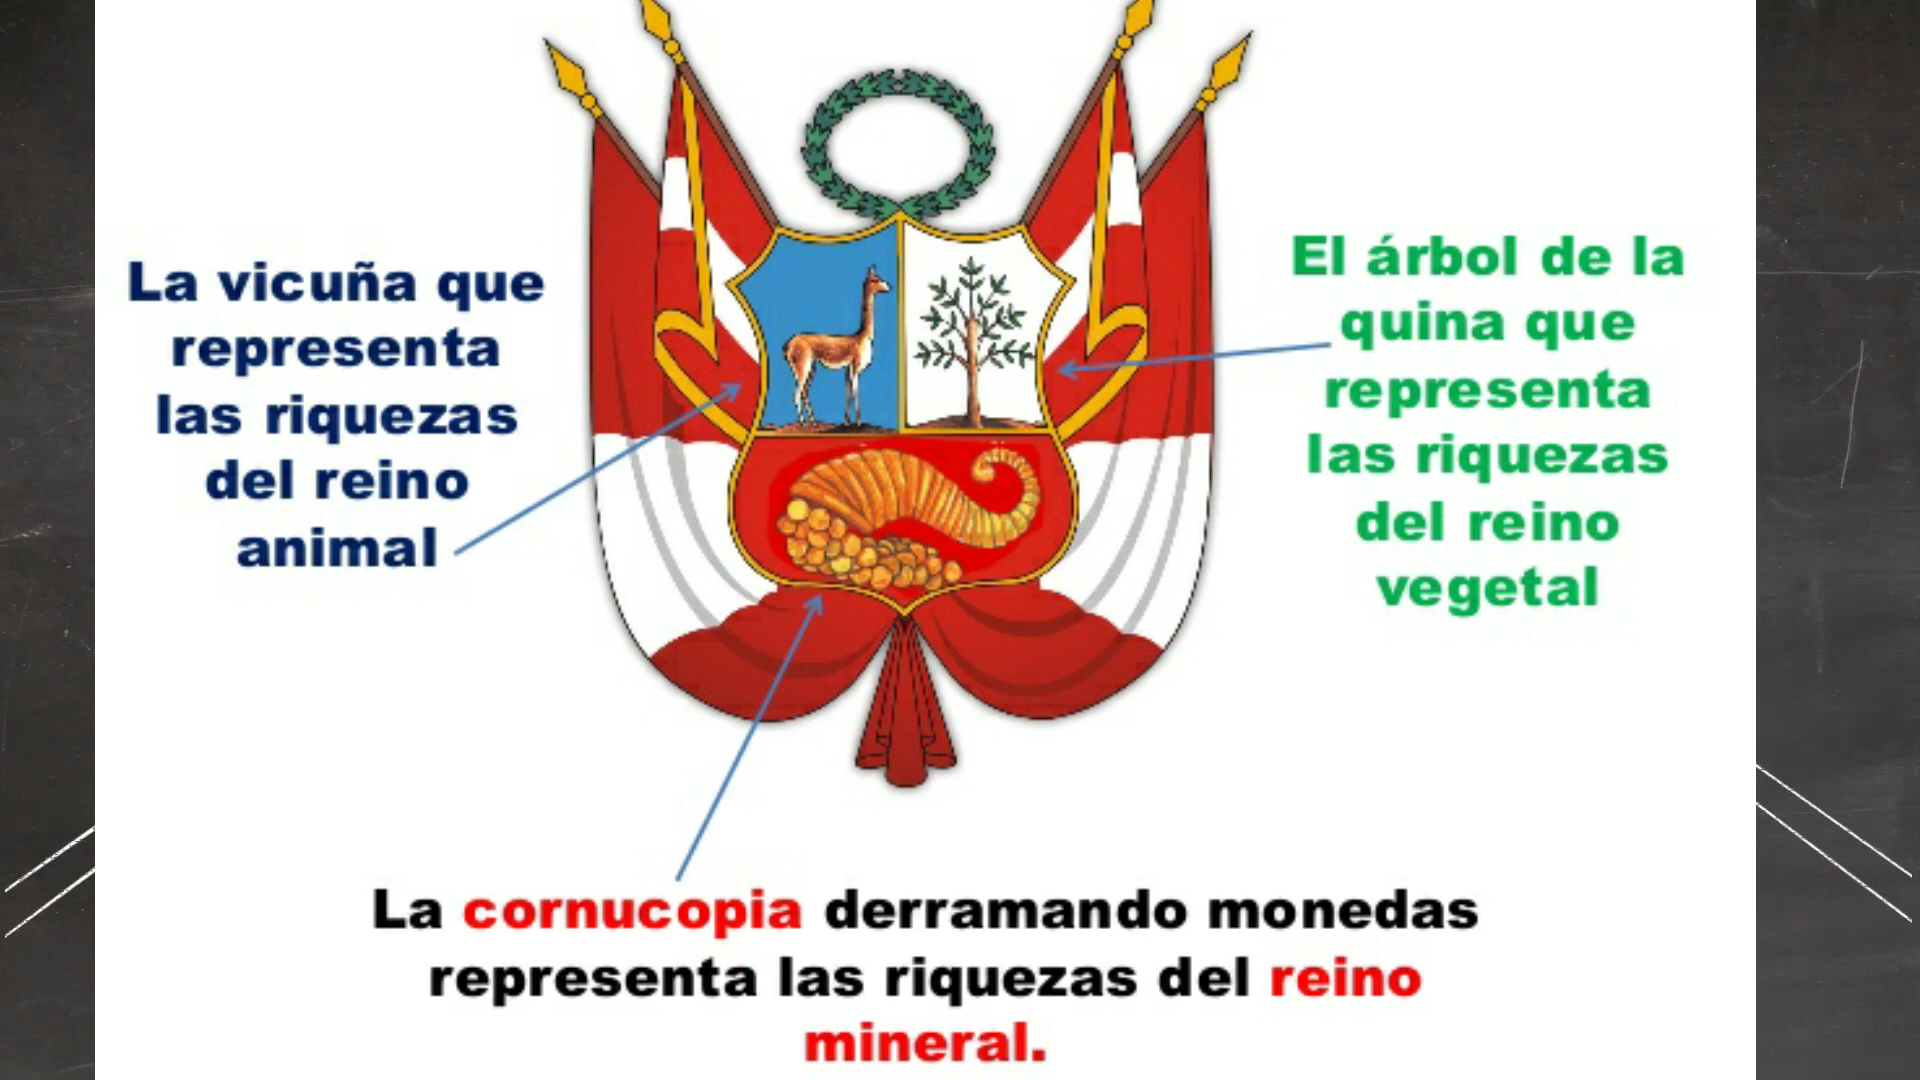 La vicuña que
representa
las riquezas
del reino
animal
El árbol de la
quina que
representa
las riquezas
del reino
vegetal
La cornucopia derramando monedas
representa las riquezas del reino
mineral.